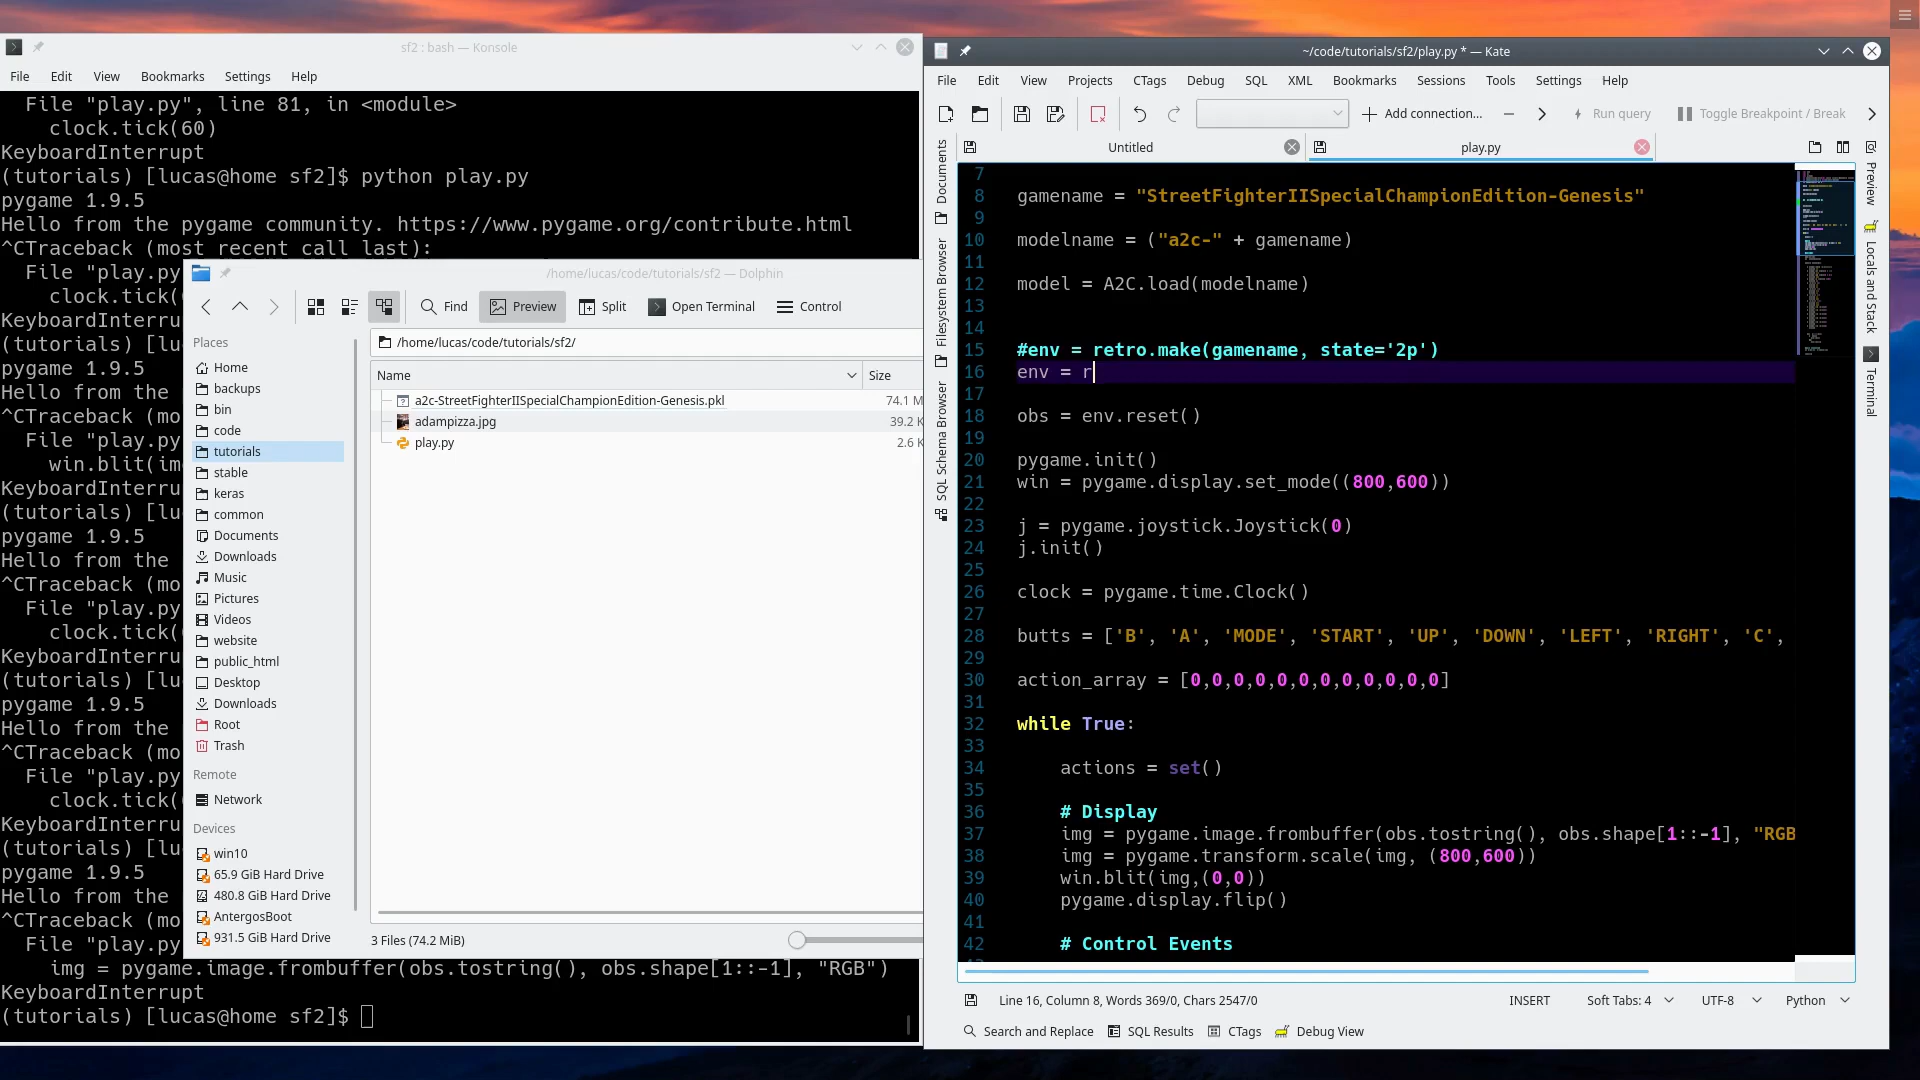 sf2 : bash — Konsole
File Edit View Bookmarks Settings Help
File "play.py", line 81, in <module>
clock.tick(60)
KeyboardInterrupt
(tutorials) [lucas@home sf2]$ python play.py
pygame 1.9.5
Hello from the pygame community. https://www.pygame.org/contribute.html
^CTraceback (most recent call last):
File "play.py
clock.tick(
KeyboardInterrup
(tutorials) [luc
pygame 1.9.5
Hello from the
^CTraceback (mo
File "play.py
win.blit(im
KeyboardInterru
(tutorials) [lu
pygame 1.9.5
Hello from the
^CTraceback (mo
File "play.py
clock.tick(
KeyboardInterru
(tutorials) [lu
pygame 1.9.5
Hello from the
^CTraceback (mo
File "play.py
clock.tick(
KeyboardInterru
(tutorials) [lu
pygame 1.9.5
Hello from the
^CTraceback (mo
File "play.py
img = pygame.image.frombuffer(obs.tostring(), obs.shape[1::-1], "RGB")
KeyboardInterrupt
(tutorials) [lucas@home sf2]$
/home/lucas/code/tutorials/sf2 — Dolphin
Find Preview Split Open Terminal Control
Places
Home
backups
bin
code
tutorials
stable
keras
common
Documents
Downloads
Music
Pictures
Videos
website
public_html
Desktop
Downloads
Root
Trash
Remote
Network
Devices
win10
65.9 GiB Hard Drive
480.8 GiB Hard Drive
AntergosBoot
931.5 GiB Hard Drive
/home/lucas/code/tutorials/sf2/
Name Size
a2c-StreetFighterIISpecialChampionEdition-Genesis.pkl 74.1 M
adampizza.jpg 39.2 K
play.py 2.6 K
3 Files (74.2 MiB)
~/code/tutorials/sf2/play.py * — Kate
File Edit View Projects CTags Debug SQL XML Bookmarks Sessions Tools Settings Help
Add connection... Run query Toggle Breakpoint / Break
Untitled play.py
Documents
Filesystem Browser
SQL Schema Browser
7
8 gamename = "StreetFighterIISpecialChampionEdition-Genesis"
9
10 modelname = ("a2c-" + gamename)
11
12 model = A2C.load(modelname)
13
14
15 #env = retro.make(gamename, state='2p')
16 env = r
17
18 obs = env.reset()
19
20 pygame.init()
21 win = pygame.display.set_mode((800,600))
22
23 j = pygame.joystick.Joystick(0)
24 j.init()
25
26 clock = pygame.time.Clock()
27
28 butts = ['B', 'A', 'MODE', 'START', 'UP', 'DOWN', 'LEFT', 'RIGHT', 'C',
29
30 action_array = [0,0,0,0,0,0,0,0,0,0,0,0]
31
32 while True:
33
34 actions = set()
35
36 # Display
37 img = pygame.image.frombuffer(obs.tostring(), obs.shape[1::-1], "RGB
38 img = pygame.transform.scale(img, (800,600))
39 win.blit(img,(0,0))
40 pygame.display.flip()
41
42 # Control Events
Preview
Locals and Stack
Terminal
Line 16, Column 8, Words 369/0, Chars 2547/0 INSERT Soft Tabs: 4 UTF-8 Python
Search and Replace SQL Results CTags Debug View